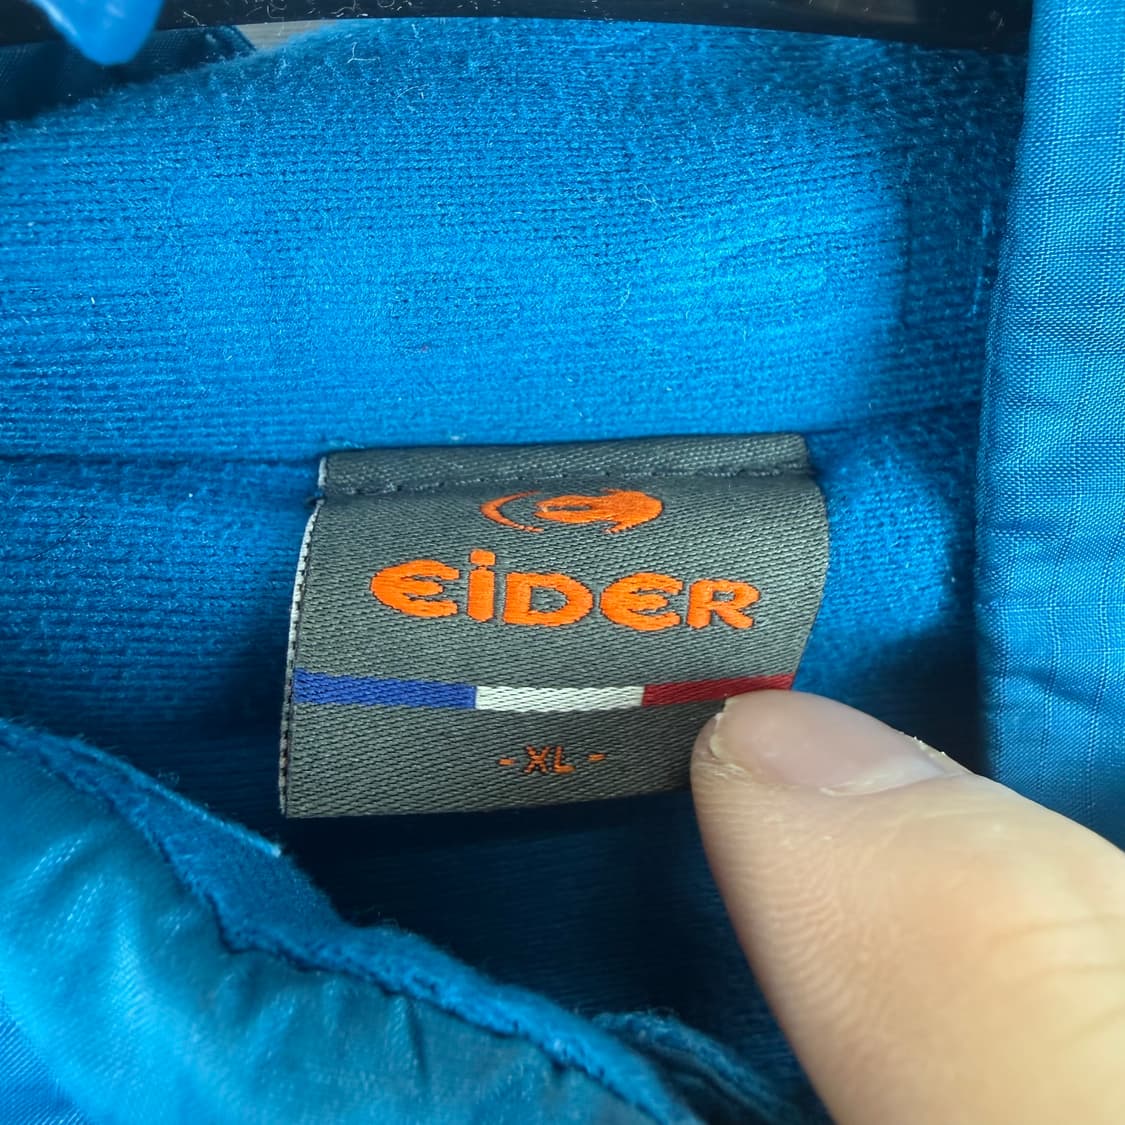 EiDER
- XL -